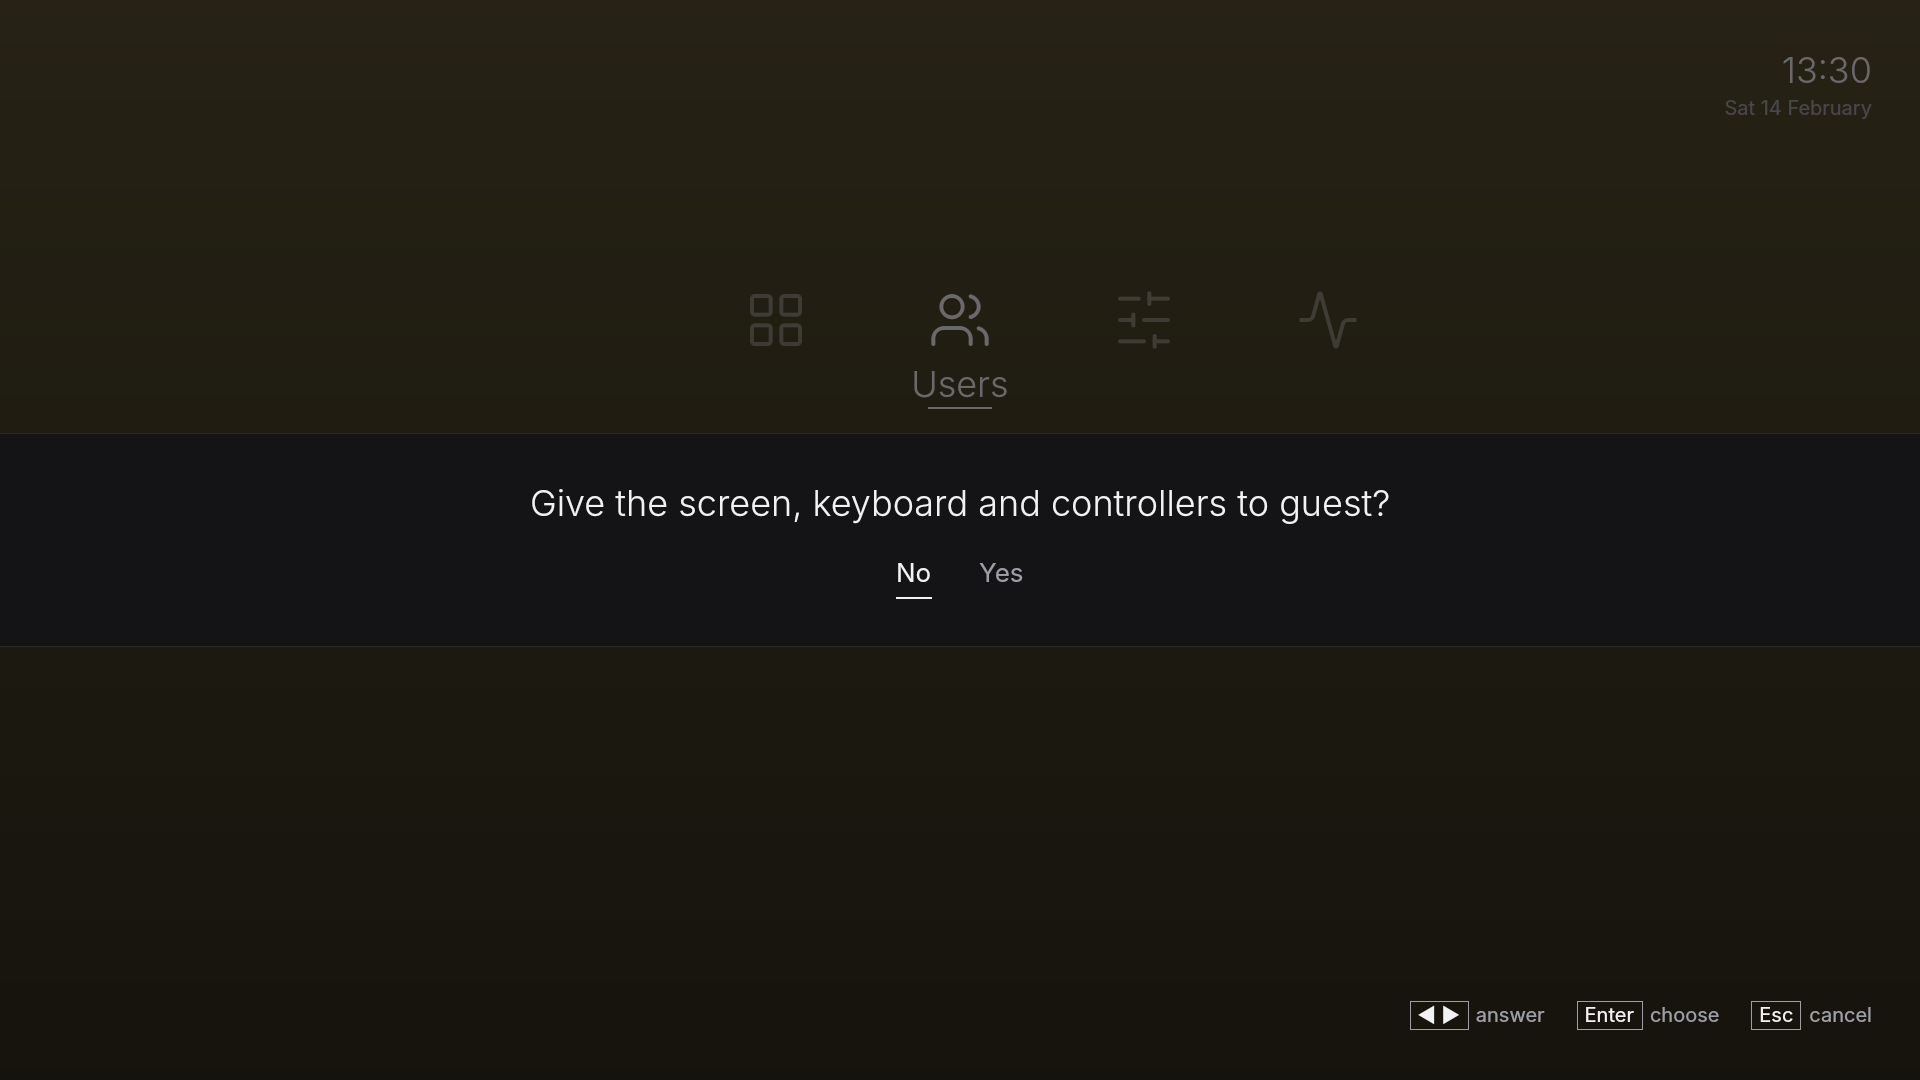 13:30
Sat 14 February
Users
Give the screen, keyboard and controllers to guest?
No Yes
answer Enter choose Esc cancel